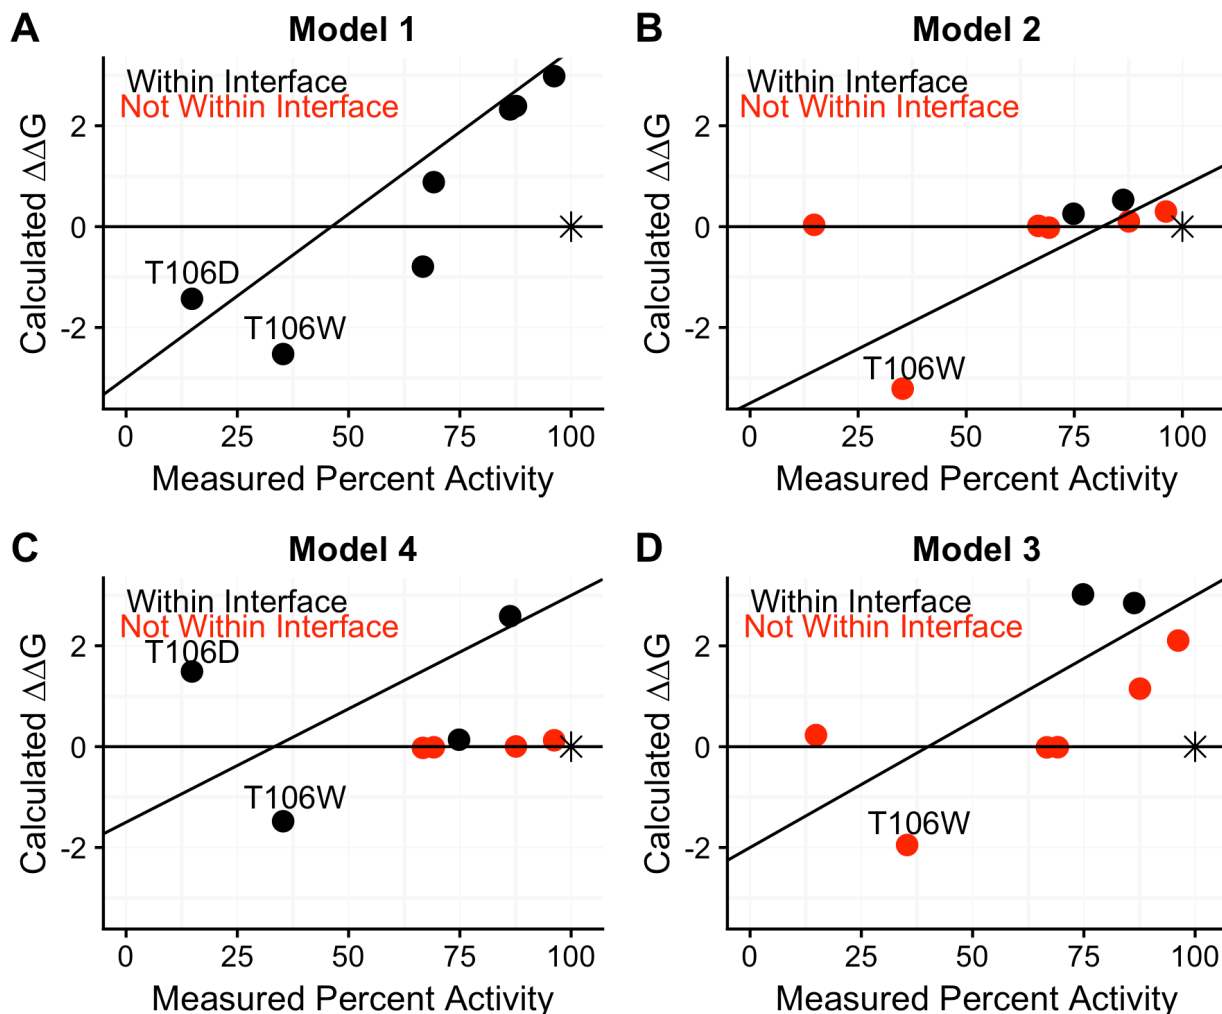 A
Model 1
Within Interface
Not Within Interface
T106D
T106W
Calculated ΔΔG
2
0
-2
0 25 50 75 100
Measured Percent Activity
B
Model 2
Within Interface
Not Within Interface
T106W
Calculated ΔΔG
2
0
-2
0 25 50 75 100
Measured Percent Activity
C
Model 4
Within Interface
Not Within Interface
T106D
T106W
Calculated ΔΔG
2
0
-2
0 25 50 75 100
Measured Percent Activity
D
Model 3
Within Interface
Not Within Interface
T106W
Calculated ΔΔG
2
0
-2
0 25 50 75 100
Measured Percent Activity